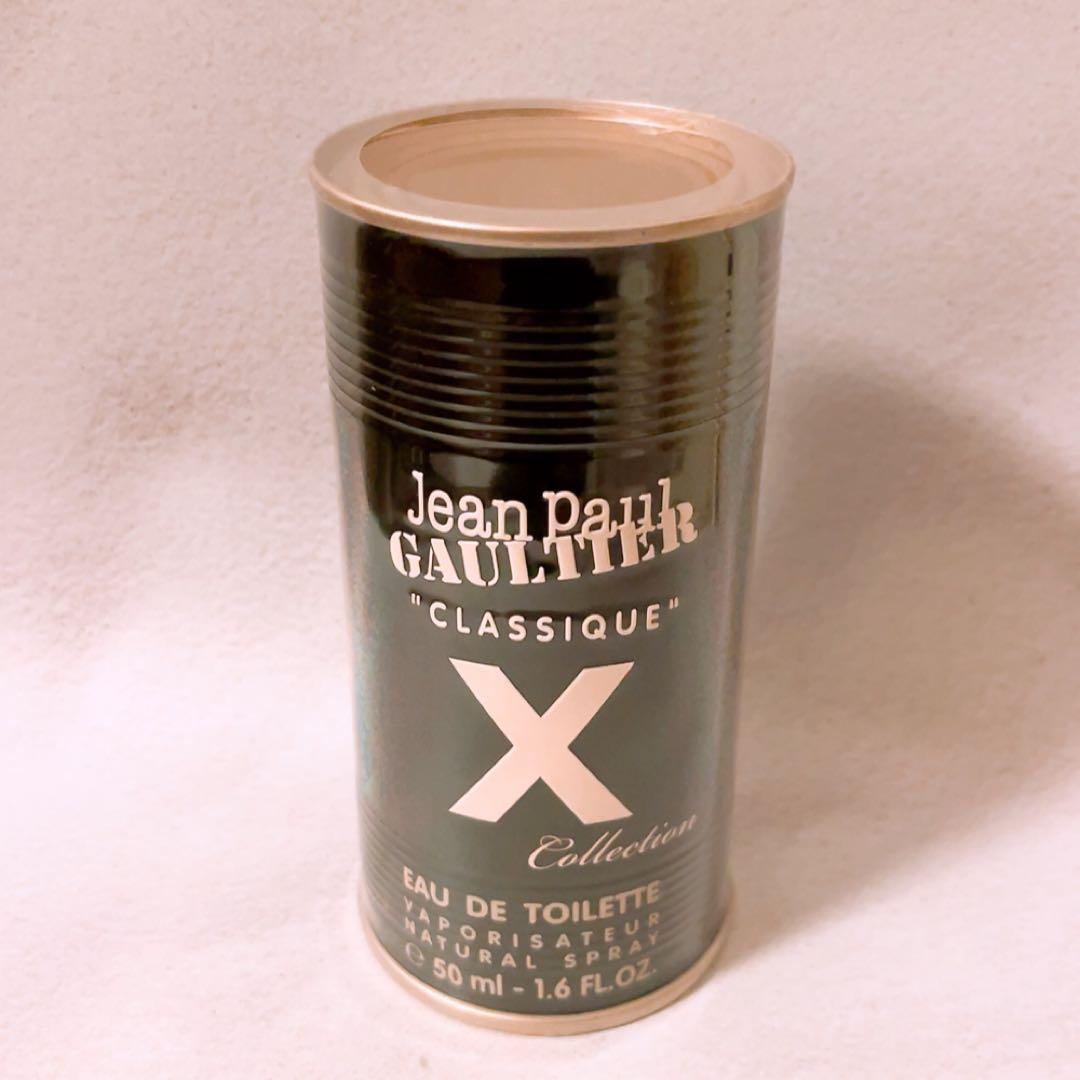 Jean Paul
GAULTIER
"CLASSIQUE"
X
Collection
EAU DE TOILETTE
VAPORISATEUR
NATURAL SPRAY
℮ 50 ml - 1.6 FL.OZ.